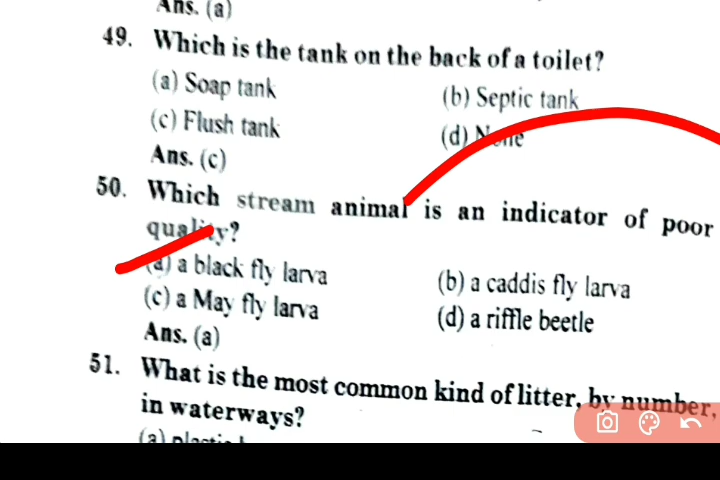 Ans. (a)
49. Which is the tank on the back of a toilet?
(a) Soap tank (b) Septic tank
(c) Flush tank (d) None
Ans. (c)
50. Which stream animal is an indicator of poor
quality?
(a) a black fly larva (b) a caddis fly larva
(c) a May fly larva (d) a riffle beetle
Ans. (a)
51. What is the most common kind of litter, by number,
in waterways?
(a)